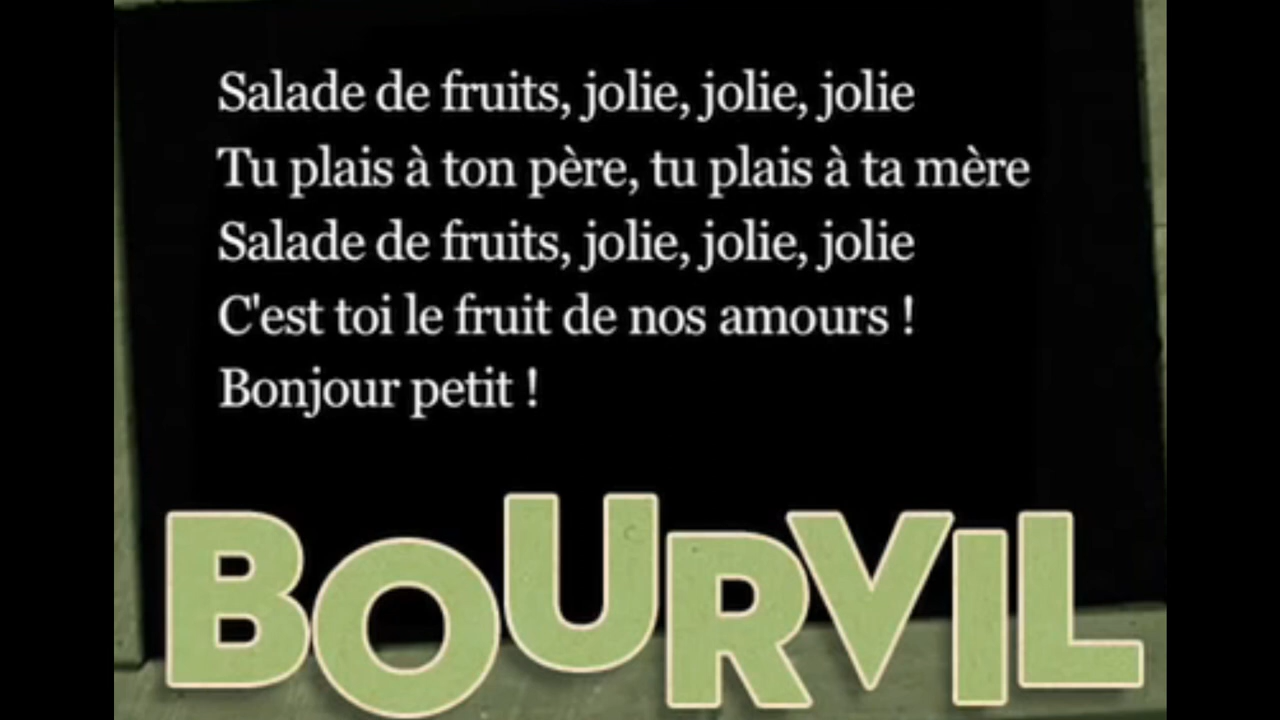 Salade de fruits, jolie, jolie, jolie
Tu plais à ton père, tu plais à ta mère
Salade de fruits, jolie, jolie, jolie
C'est toi le fruit de nos amours !
Bonjour petit !
BOURVIL